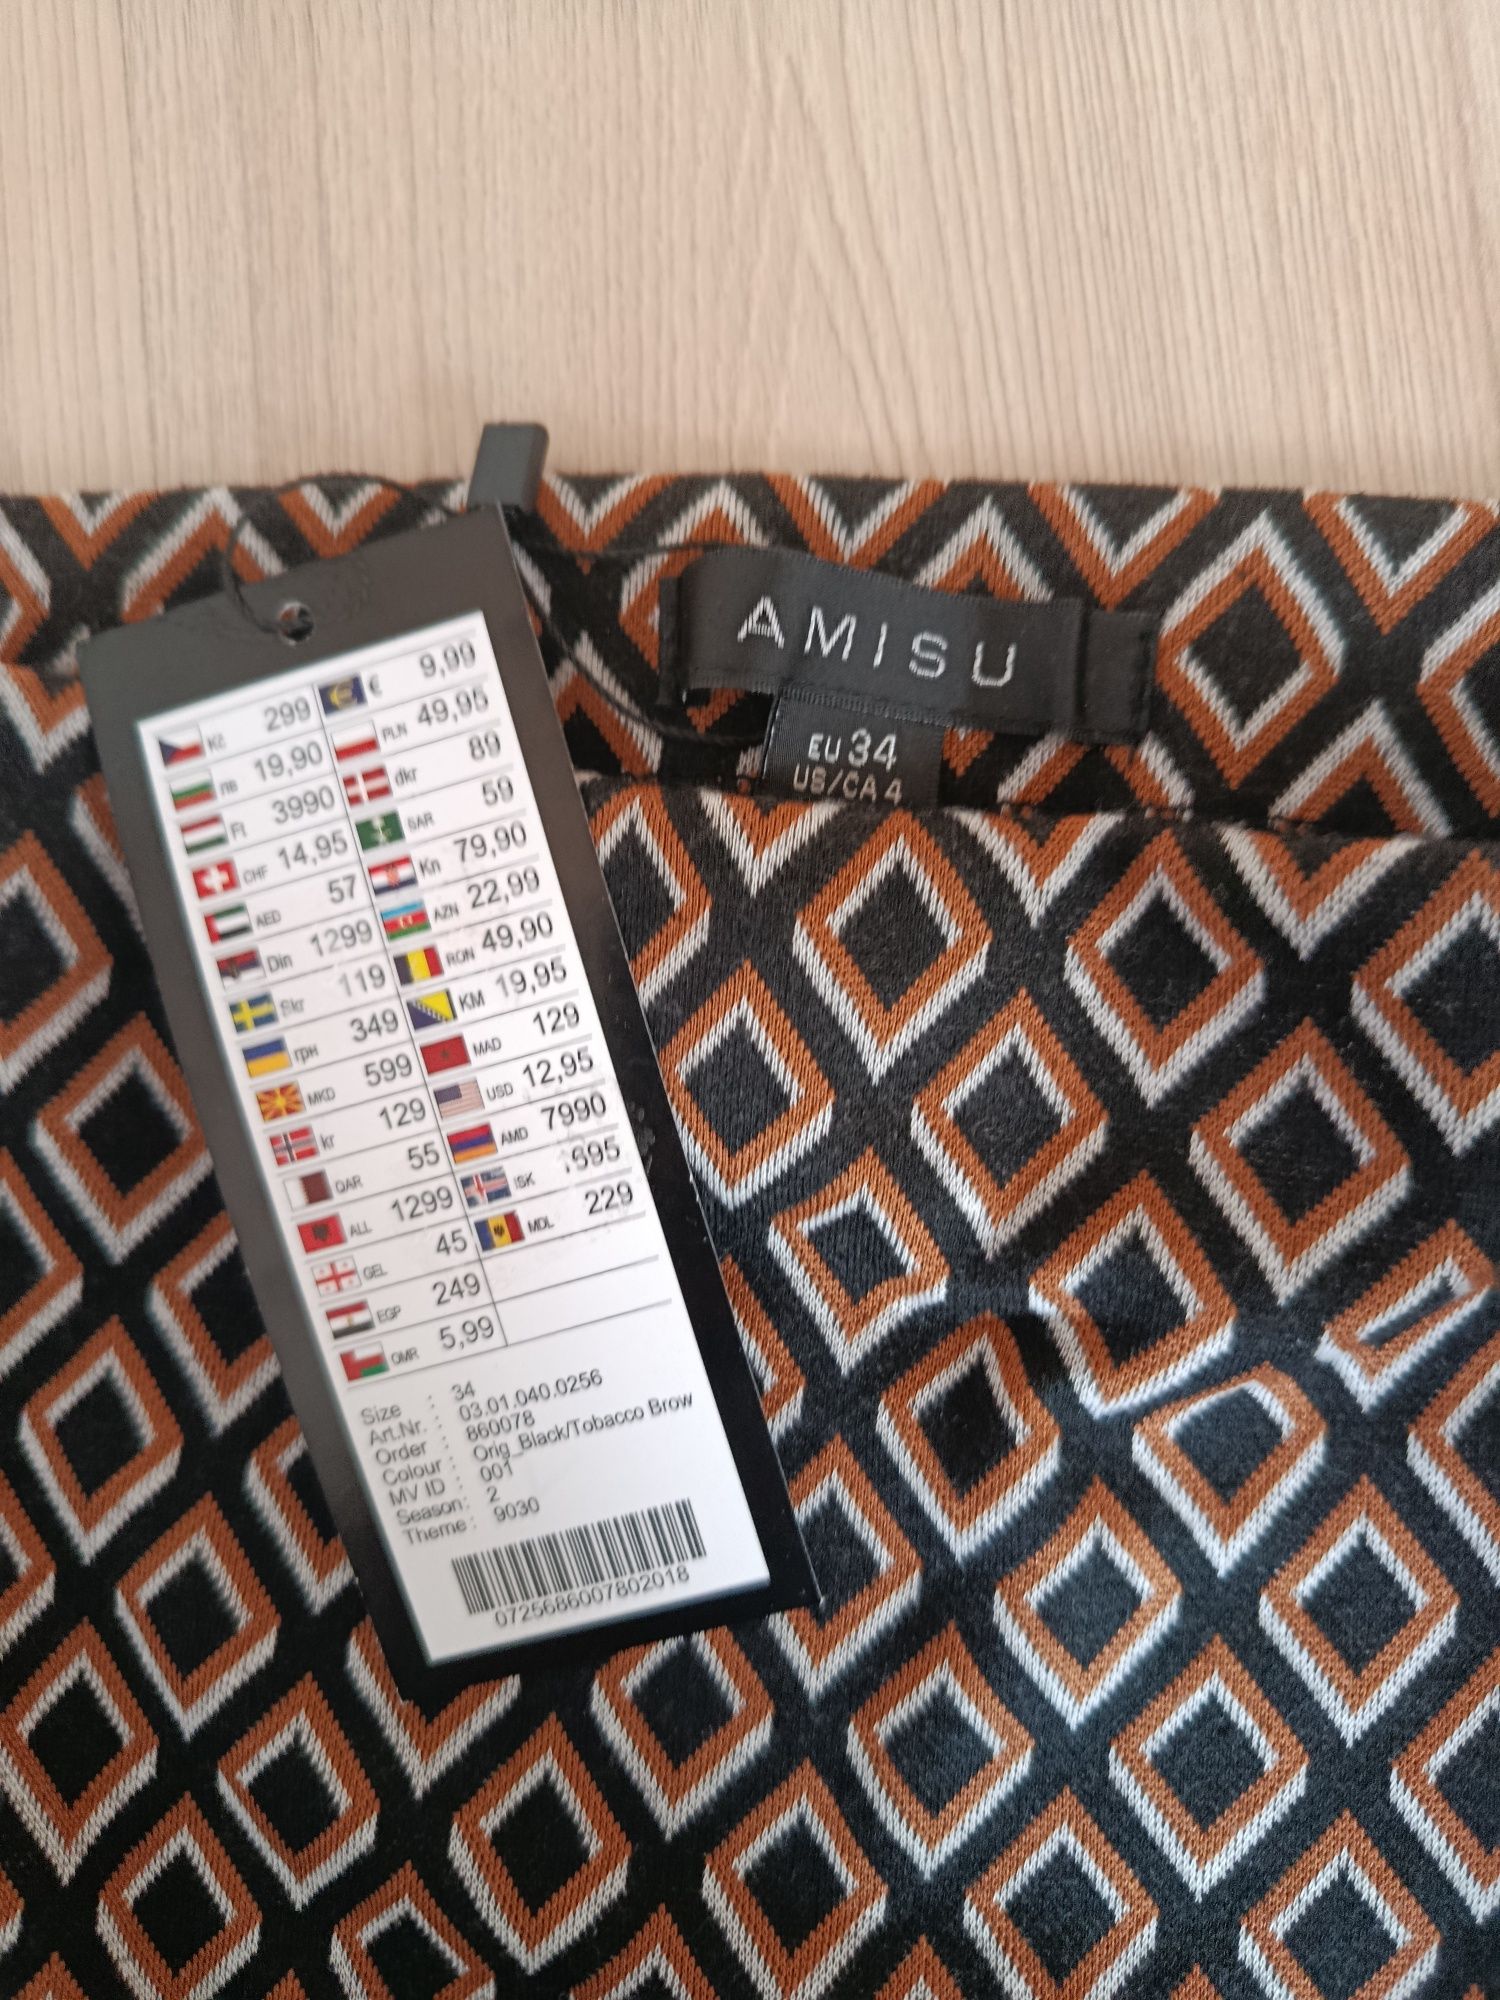 AMISU
EU 34
US/CA 4
Kč 299 € 9,99
лв 19,90 PLN 49,95
Ft 3990 dkr 89
CHF 14,95 SAR 59
AED 57 Kn 79,90
Din 1299 AZN 22,99
Skr 119 RON 49,90
грн 349 KM 19,95
MKD 599 MAD 129
kr 129 USD 12,95
QAR 55 AMD 7990
ALL 1299 ISK
GEL 45 MDL 229
EGP 249
OMR 5,99
Size : 34
Art.Nr. : 03.01.040.0256
Order : 860078
Colour : Orig_Black/Tobacco Brow
MV ID : 001
Season: 2
Theme: 9030
0725686007802018